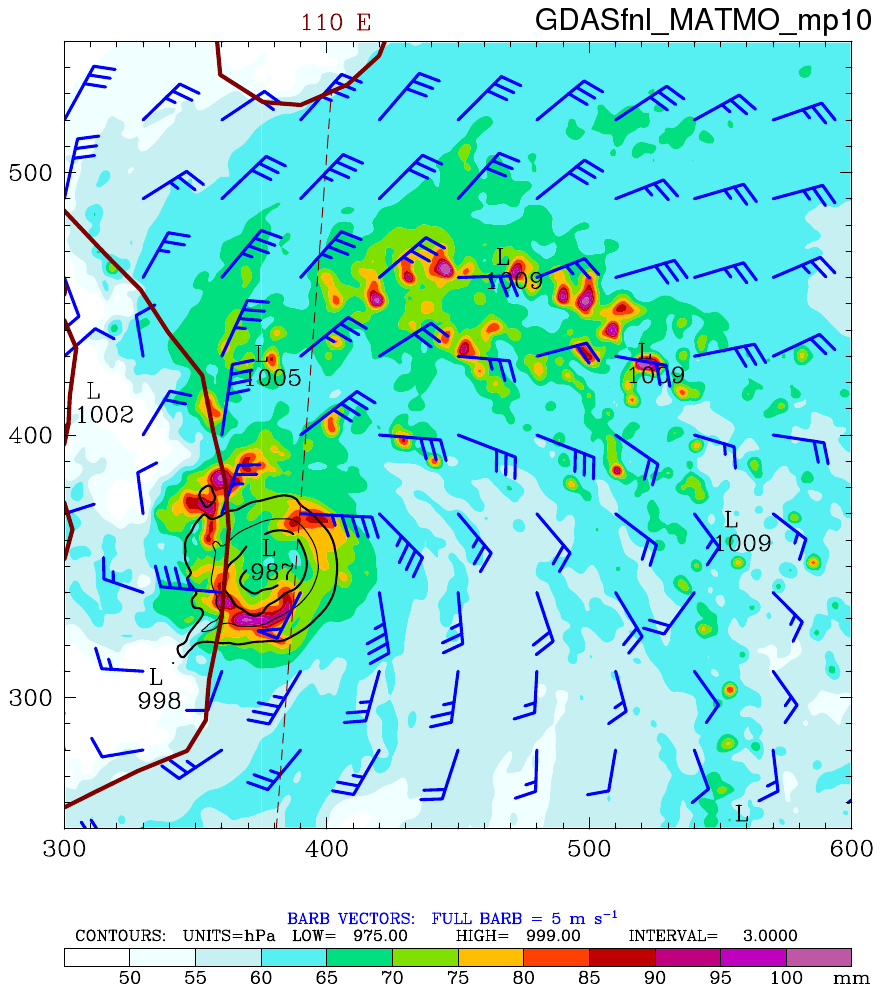 110 E
GDASfnl_MATMO_mp10
500
L
1009
L
1005
L
1009
L
1002
400
L
1009
L
987
L
998
300
L
300
400
500
600
BARB VECTORS: FULL BARB = 5 m s⁻¹
CONTOURS: UNITS=hPa LOW= 975.00 HIGH= 999.00 INTERVAL= 3.0000
50 55 60 65 70 75 80 85 90 95 100 mm